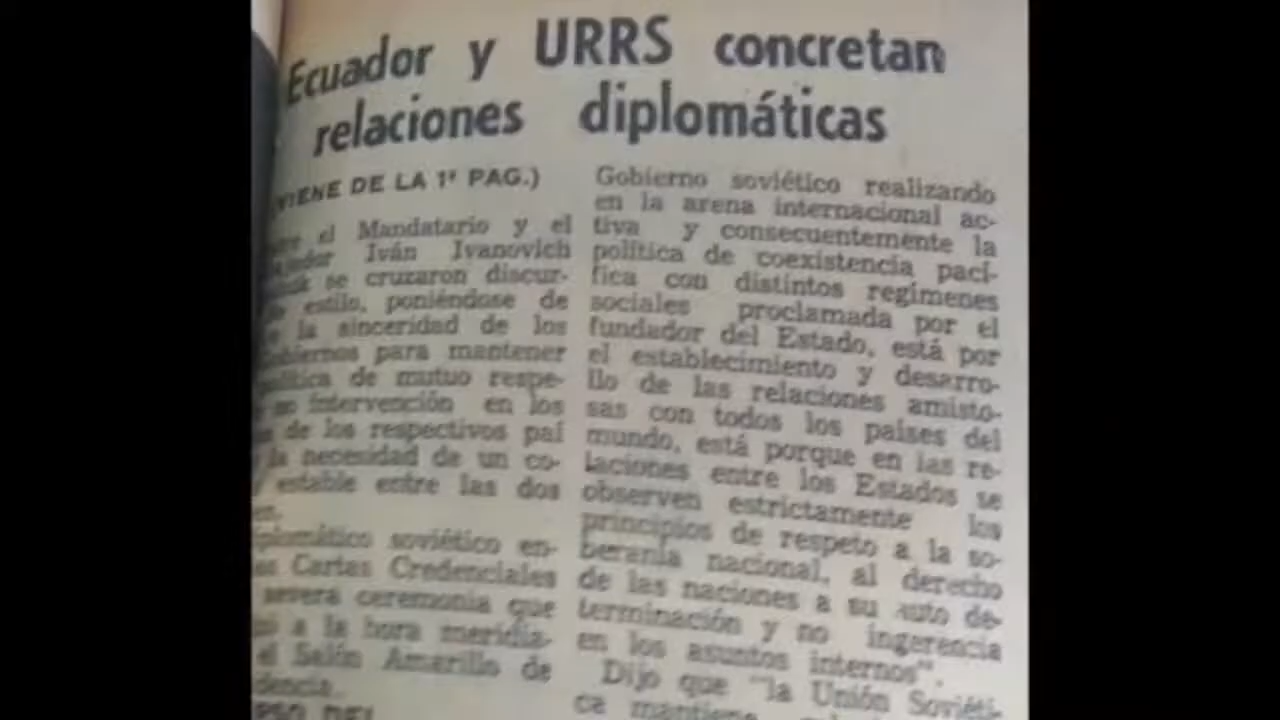 Ecuador y URRS concretan
relaciones diplomáticas
VIENE DE LA 1ª PAG.)
el Mandatario y el
Iván Ivanovich
se cruzaron discur-
estilo, poniéndose de
la sinceridad de los
para mantener
de mutuo respe-
no intervención en los
de los respectivos paí
la necesidad de un co-
estable entre las dos
soviético en-
Cartas Credenciales
severa ceremonia que
a la hora meridia-
el Salón Amarillo de
Gobierno soviético realizando
en la arena internacional ac-
tiva y consecuentemente la
política de coexistencia pací-
fica con distintos regímenes
sociales proclamada por el
fundador del Estado, está por
el establecimiento y desarro-
llo de las relaciones amisto-
sas con todos los países del
mundo, está porque en las re-
laciones entre los Estados se
observen estrictamente los
principios de respeto a la so-
beranía nacional, al derecho
de las naciones a su auto de-
terminación y no ingerencia
en los asuntos internos".
Dijo que "la Unión Soviéti-
ca mantiene